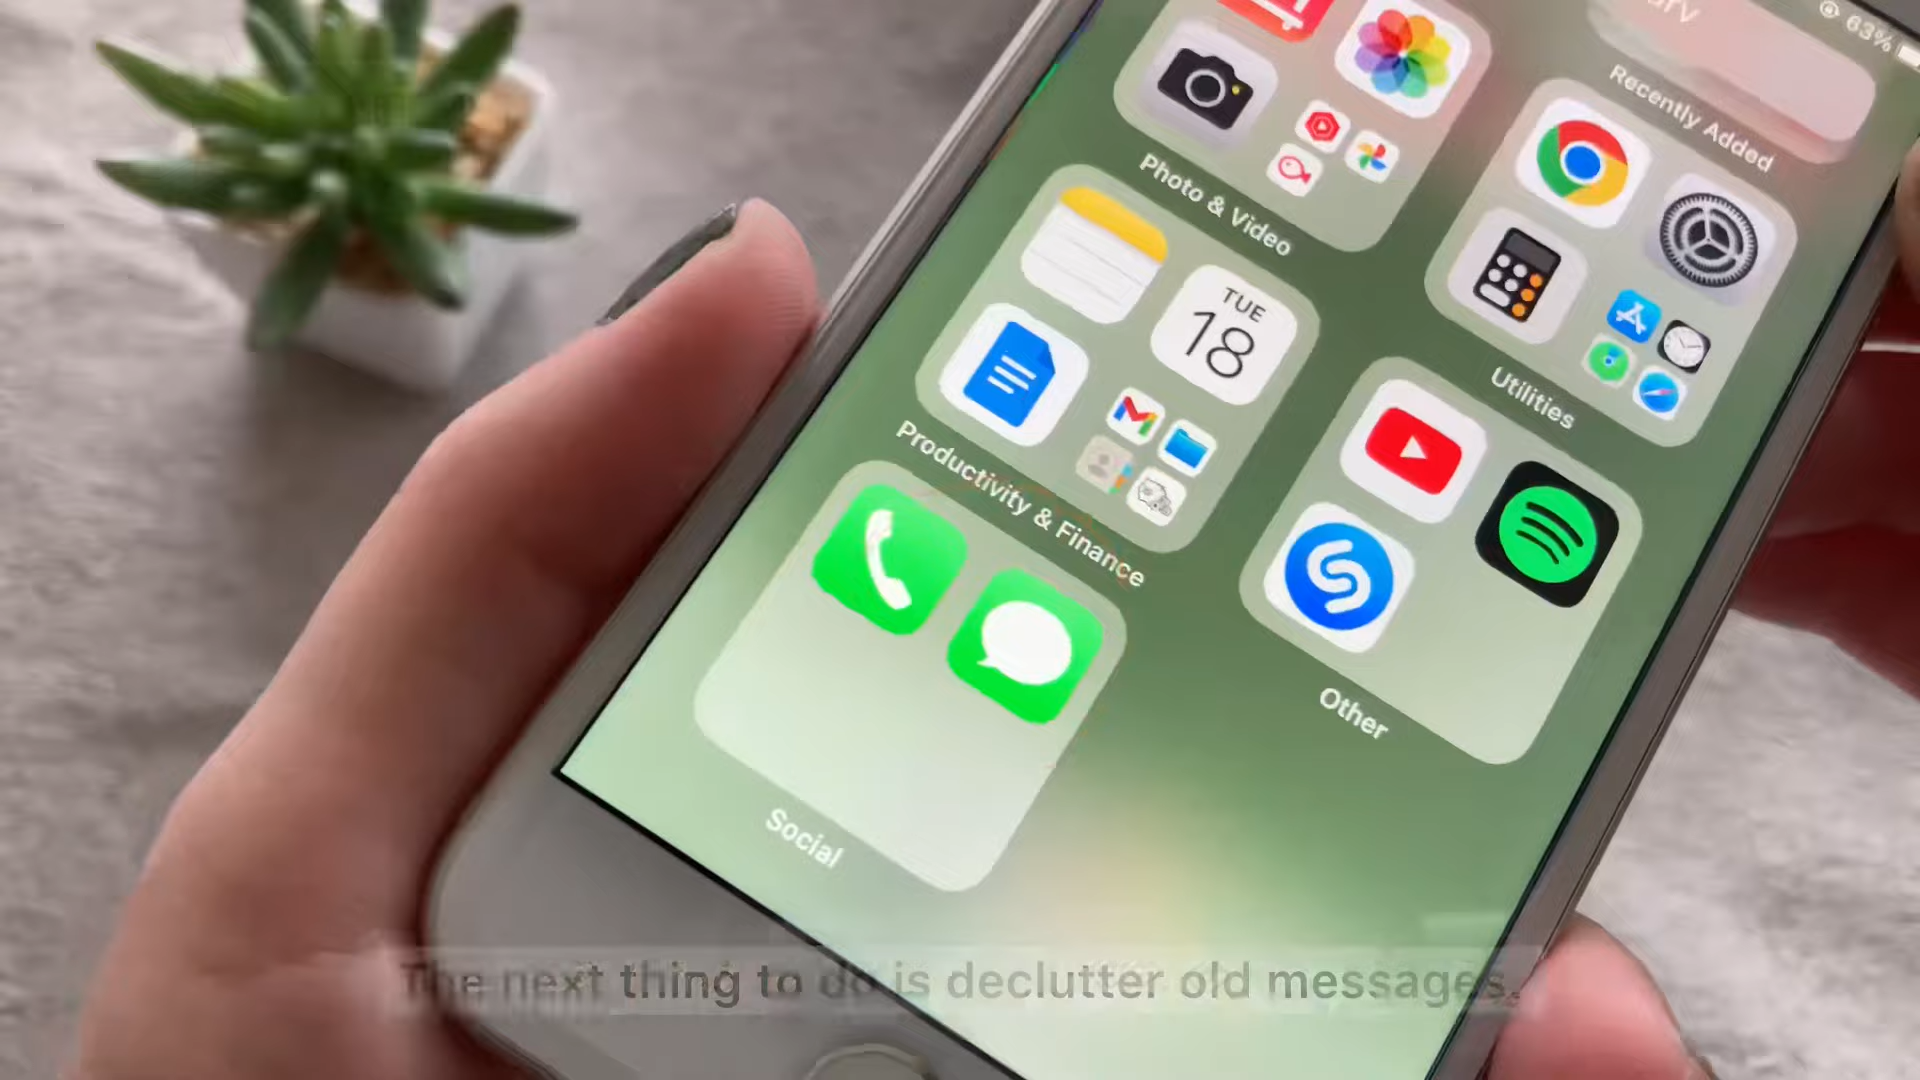 63%
Recently Added
Photo & Video
TUE
18
Utilities
Productivity & Finance
Other
Social
The next thing to do is declutter old messages.